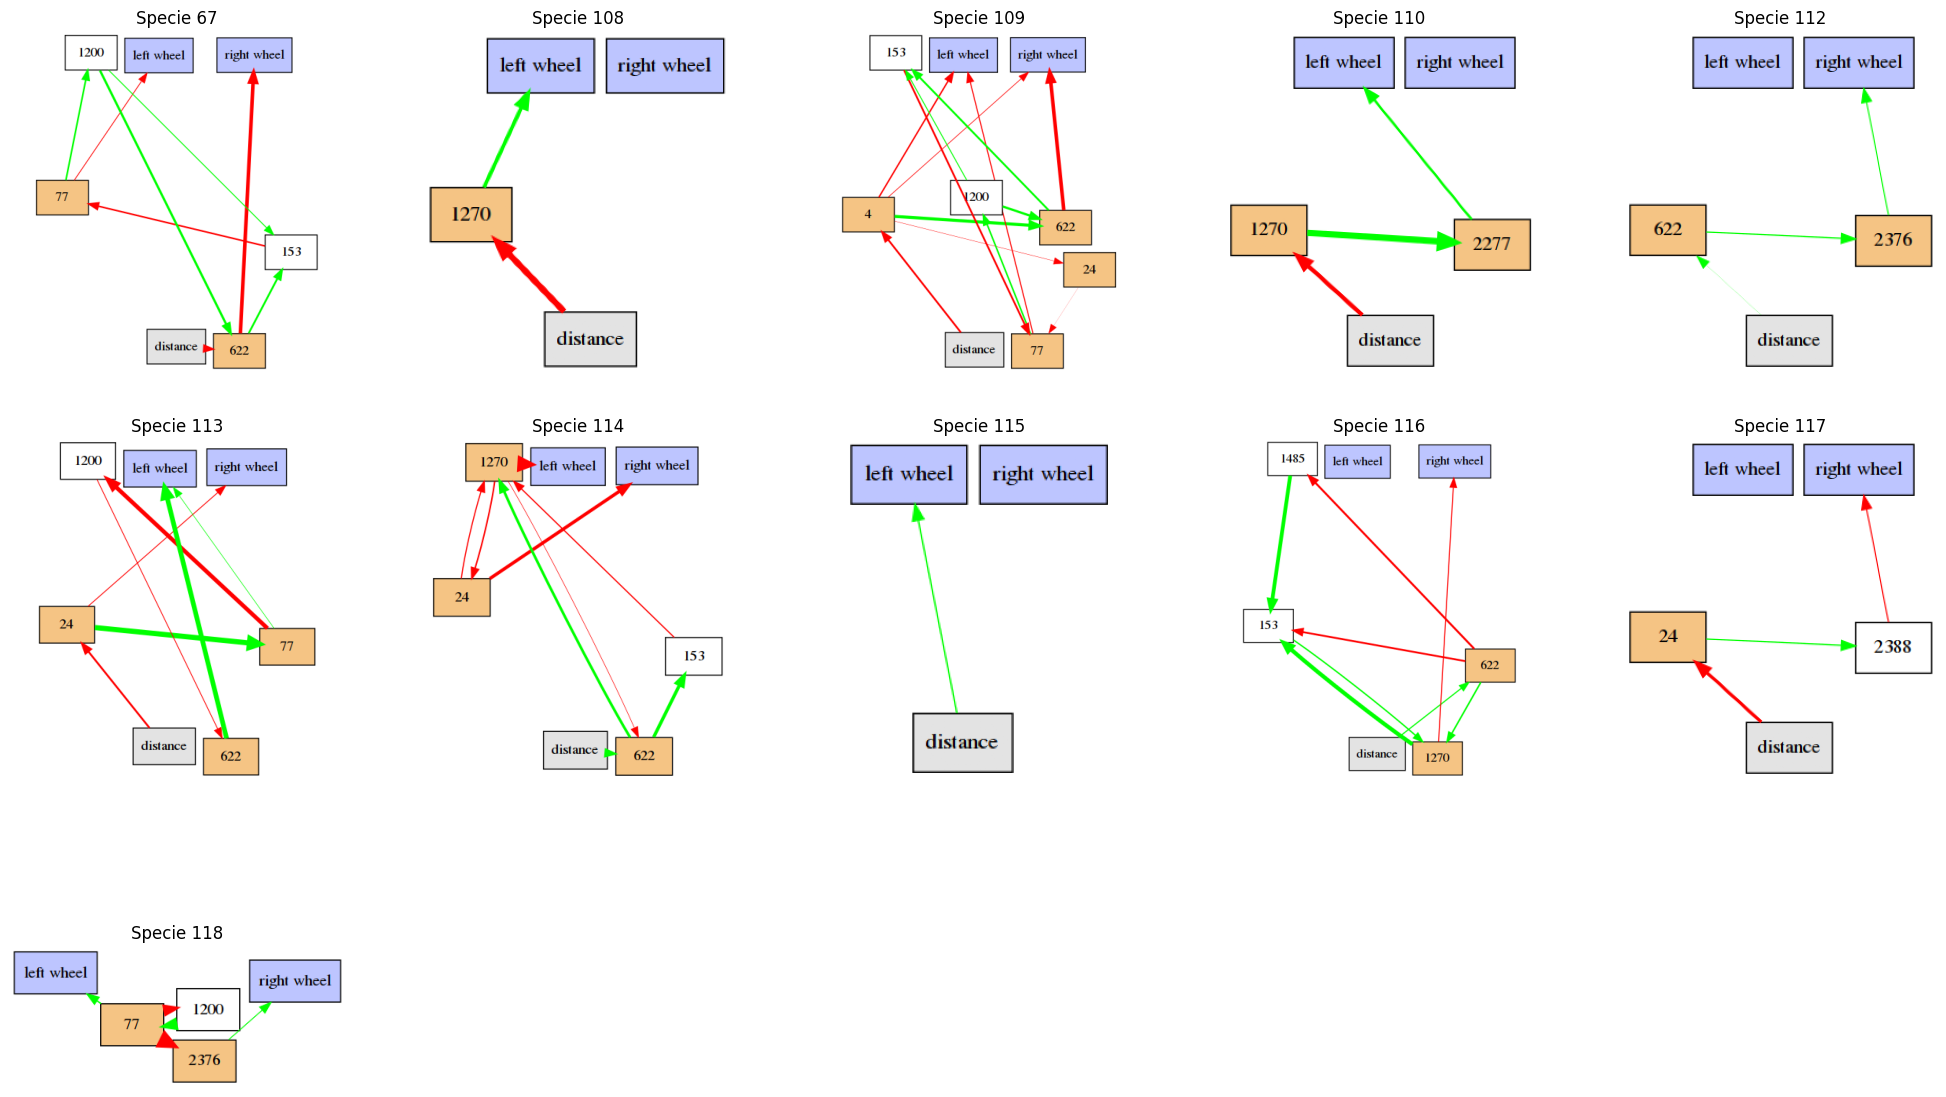 Specie 67
1200
left wheel
right wheel
77
153
distance
622
Specie 108
left wheel
right wheel
1270
distance
Specie 109
153
left wheel
right wheel
1200
4
622
24
distance
77
Specie 110
left wheel
right wheel
1270
2277
distance
Specie 112
left wheel
right wheel
622
2376
distance
Specie 113
1200
left wheel
right wheel
24
77
distance
622
Specie 114
1270
left wheel
right wheel
24
153
distance
622
Specie 115
left wheel
right wheel
distance
Specie 116
1485
left wheel
right wheel
153
622
distance
1270
Specie 117
left wheel
right wheel
24
2388
distance
Specie 118
left wheel
right wheel
1200
77
2376